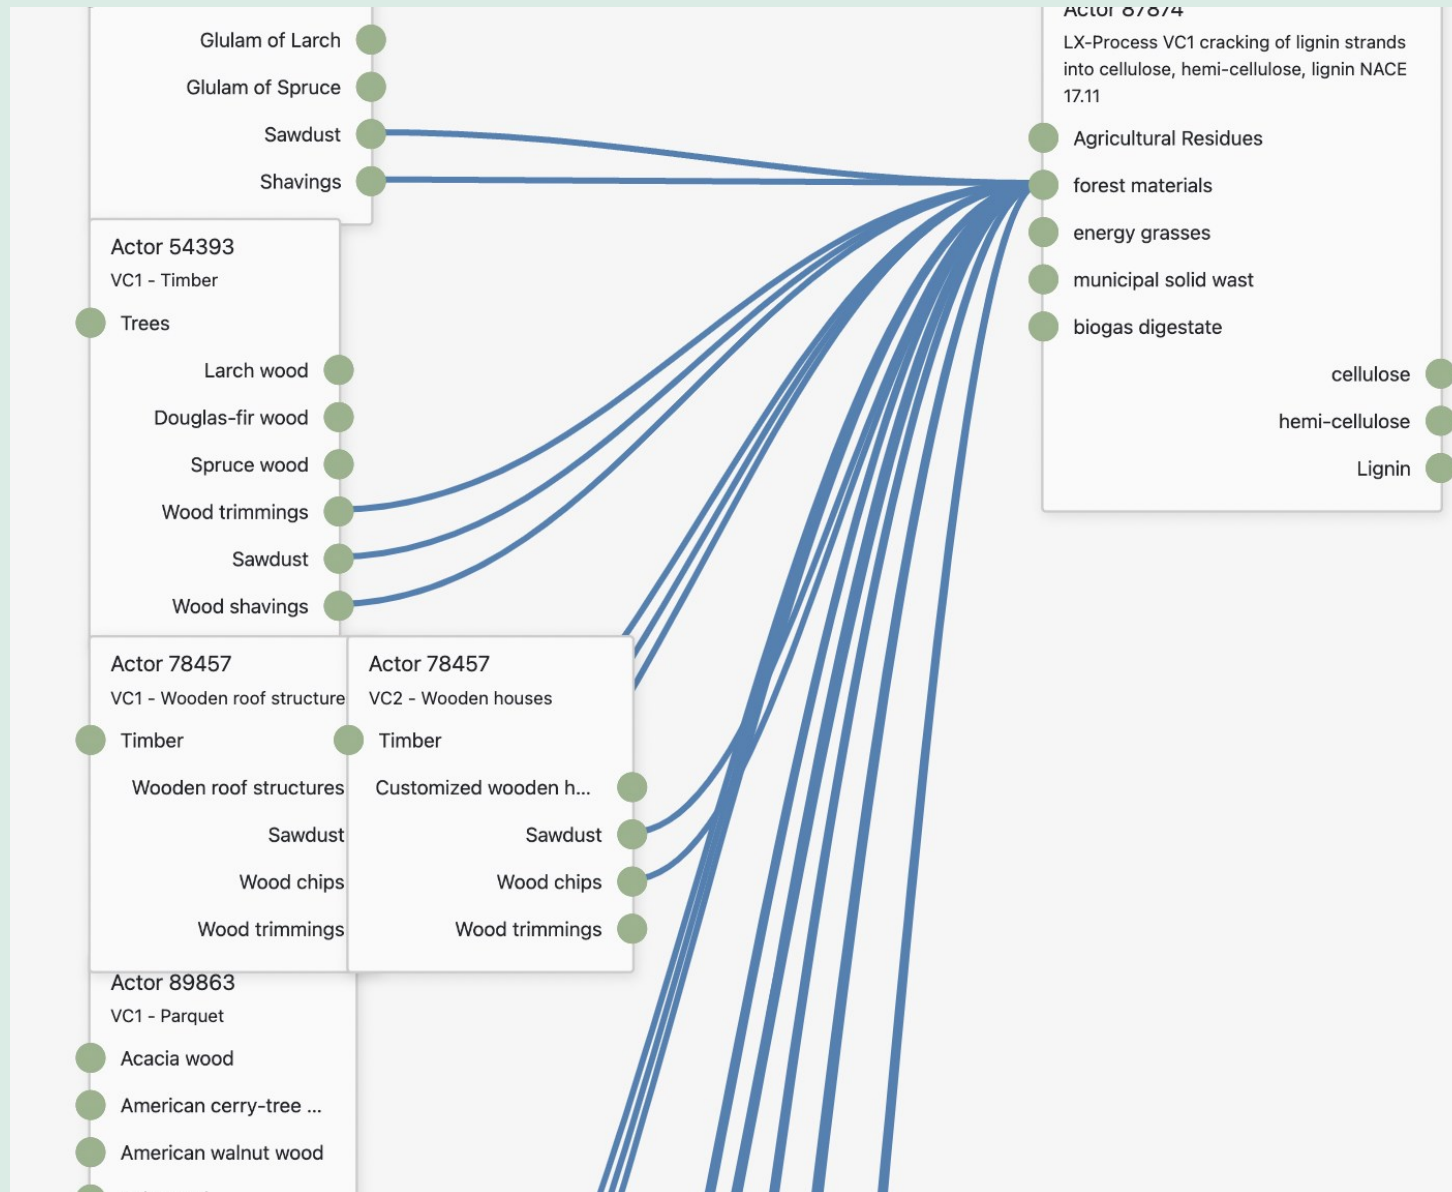 Glulam of Larch
Glulam of Spruce
Sawdust
Shavings
Actor 54393
VC1 - Timber
Trees
Larch wood
Douglas-fir wood
Spruce wood
Wood trimmings
Sawdust
Wood shavings
Actor 78457
VC1 - Wooden roof structure
Timber
Wooden roof structures
Sawdust
Wood chips
Wood trimmings
Actor 78457
VC2 - Wooden houses
Timber
Customized wooden h...
Sawdust
Wood chips
Wood trimmings
Actor 89863
VC1 - Parquet
Acacia wood
American cerry-tree ...
American walnut wood
Actor 87874
LX-Process VC1 cracking of lignin strands
into cellulose, hemi-cellulose, lignin NACE
17.11
Agricultural Residues
forest materials
energy grasses
municipal solid wast
biogas digestate
cellulose
hemi-cellulose
Lignin